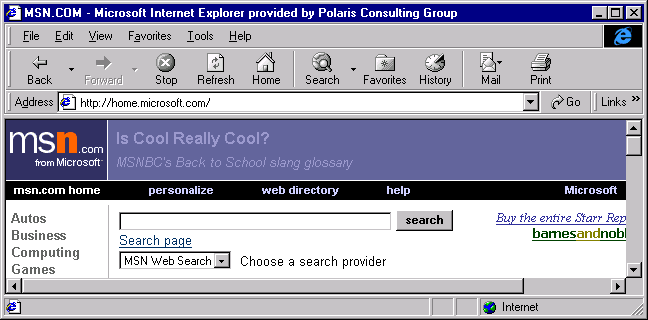 MSN.COM - Microsoft Internet Explorer provided by Polaris Consulting Group
File Edit View Favorites Tools Help
Back Forward Stop Refresh Home Search Favorites History Mail Print
Address http://home.microsoft.com/ Go Links »
msn.com Is Cool Really Cool?
from Microsoft MSNBC's Back to School slang glossary
msn.com home personalize web directory help Microsoft
Autos search Buy the entire Starr Rep
Business barnesandnobl
Computing Search page
Games MSN Web Search Choose a search provider
Internet